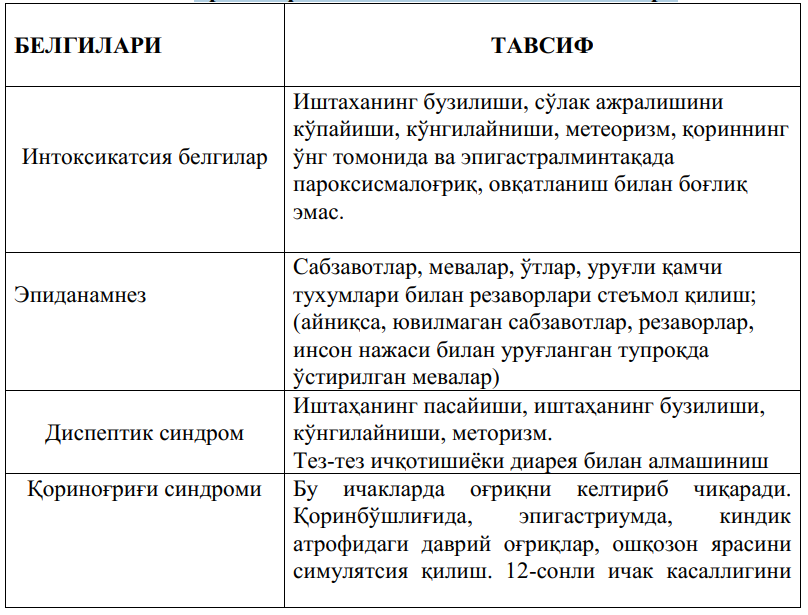 БЕЛГИЛАРИ
ТАВСИФ
Интоксикатсия белгилар
Иштаханинг бузилиши, сўлак ажралишини
кўпайиши, кўнгилайниши, метеоризм, қориннинг
ўнг томонида ва эпигастралминтақада
пароксисмалоғриқ, овқатланиш билан боғлиқ
эмас.
Эпиданамнез
Сабзавотлар, мевалар, ўтлар, уруғли қамчи
тухумлари билан резаворлари стеъмол қилиш;
(айниқса, ювилмаган сабзавотлар, резаворлар,
инсон нажаси билан уруғланган тупроқда
ўстирилган мевалар)
Диспептик синдром
Иштаҳанинг пасайиши, иштаҳанинг бузилиши,
кўнгилайниши, меторизм.
Тез-тез ичқотишиёки диарея билан алмашиниш
Қориноғриғи синдроми
Бу ичакларда оғриқни келтириб чиқаради.
Қоринбўшлиғида, эпигастриумда, киндик
атрофидаги даврий оғриқлар, ошқозон ярасини
симулятсия қилиш. 12-сонли ичак касаллигини